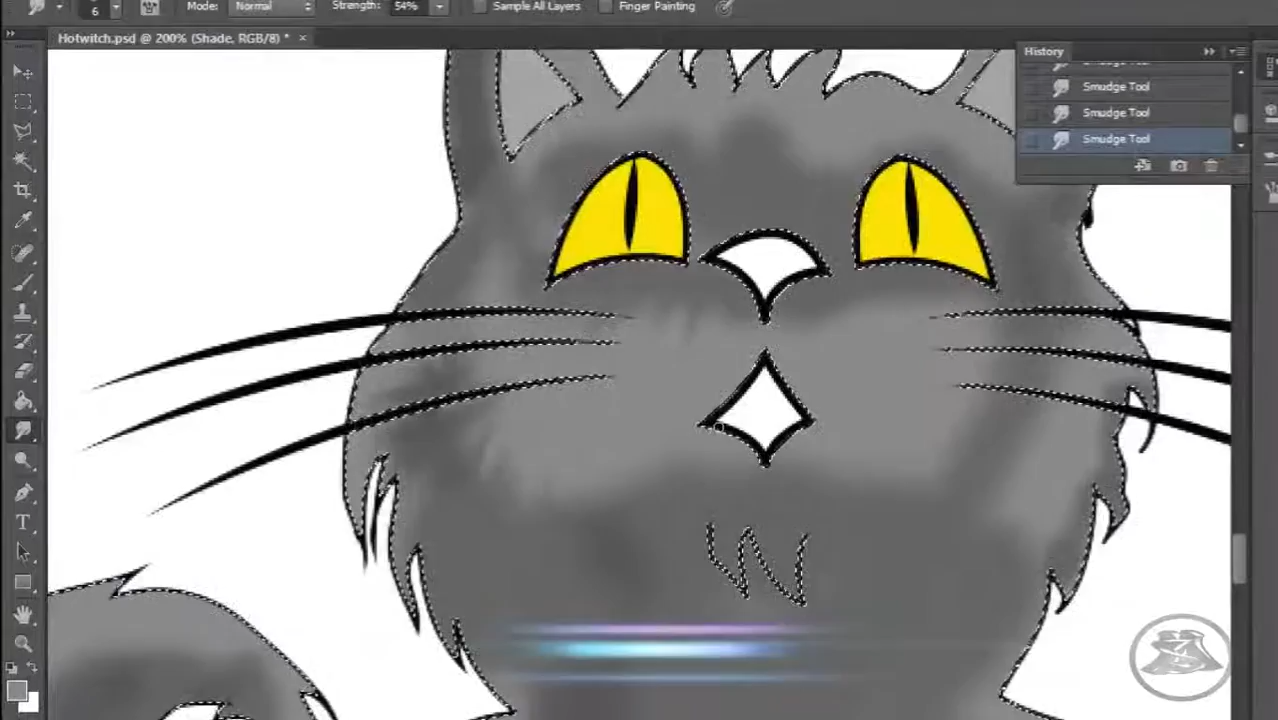 6 Mode: Normal Strength: 54% Sample All Layers Finger Painting
Hotwitch.psd @ 200% (Shade, RGB/8) * ×
History
Smudge Tool
Smudge Tool
Smudge Tool